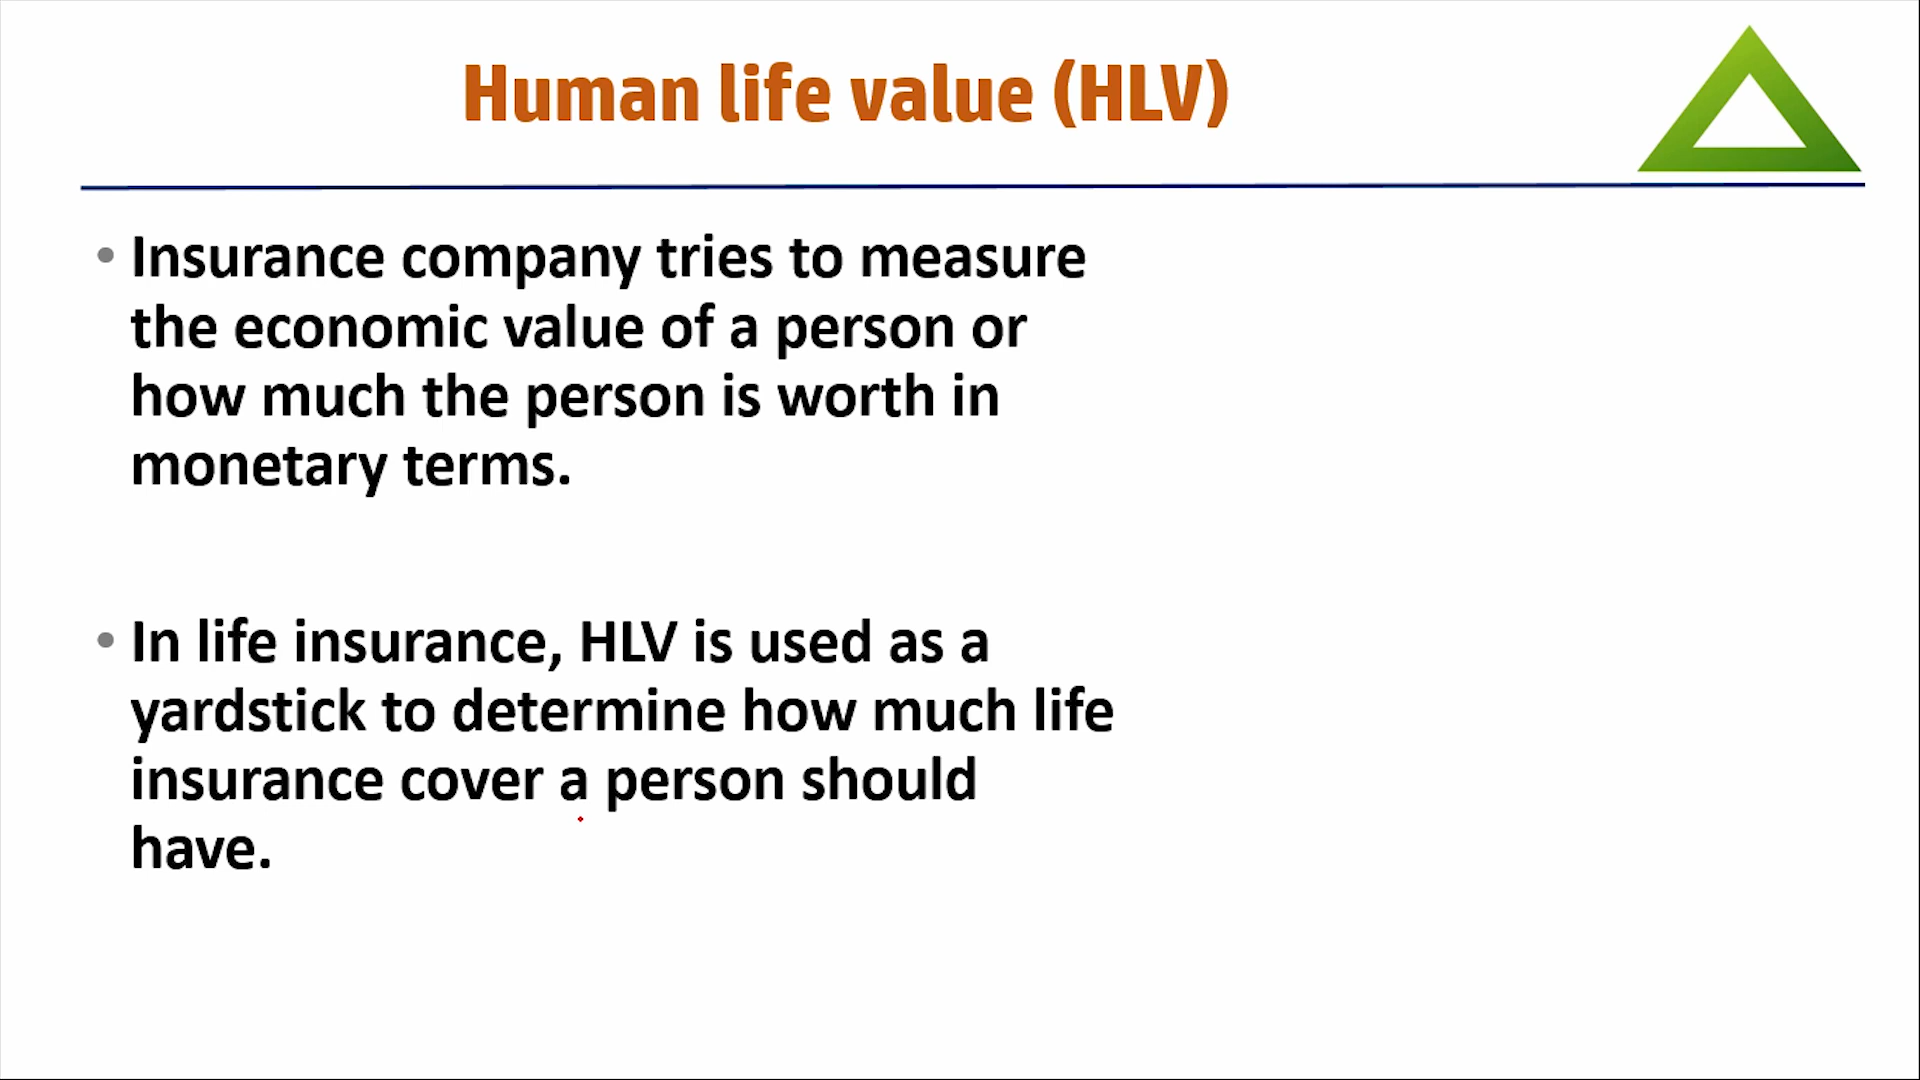 Human life value (HLV)
• Insurance company tries to measure
the economic value of a person or
how much the person is worth in
monetary terms.
• In life insurance, HLV is used as a
yardstick to determine how much life
insurance cover a person should
have.